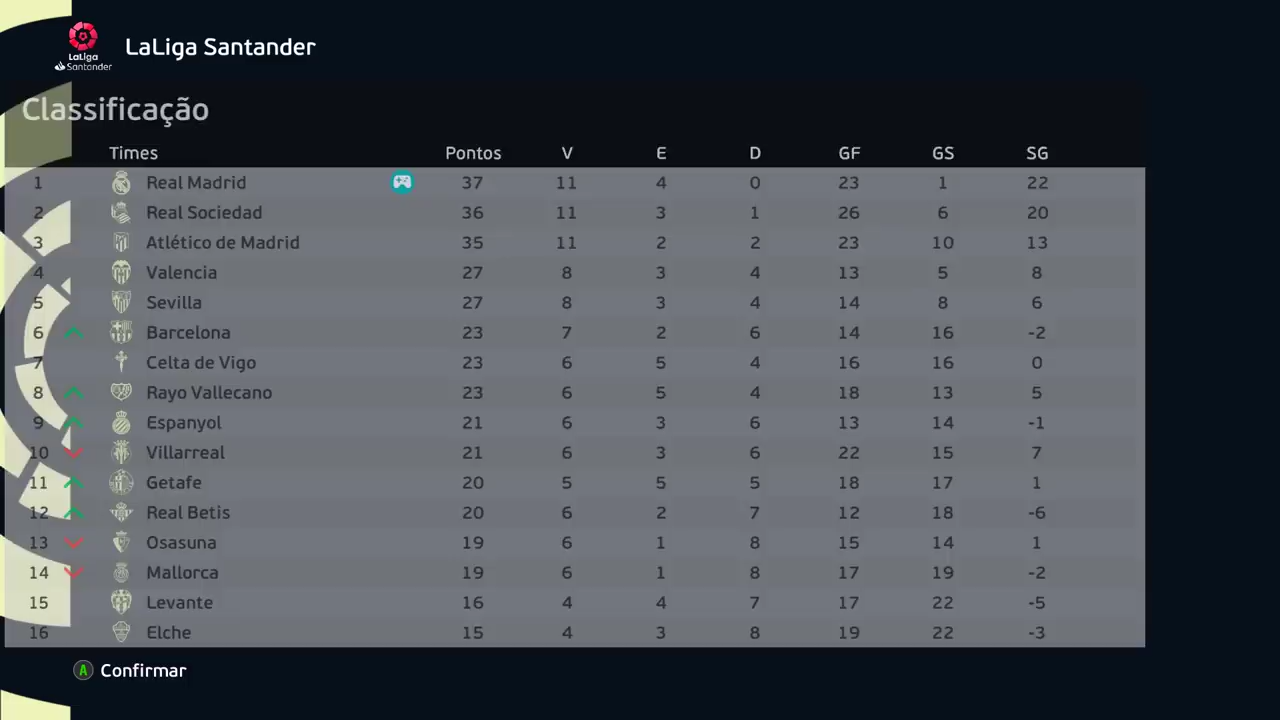 LaLiga
Santander
LaLiga Santander
Classificação
Times Pontos V E D GF GS SG
1 Real Madrid 37 11 4 0 23 1 22
2 Real Sociedad 36 11 3 1 26 6 20
3 Atlético de Madrid 35 11 2 2 23 10 13
4 Valencia 27 8 3 4 13 5 8
5 Sevilla 27 8 3 4 14 8 6
6 Barcelona 23 7 2 6 14 16 -2
7 Celta de Vigo 23 6 5 4 16 16 0
8 Rayo Vallecano 23 6 5 4 18 13 5
9 Espanyol 21 6 3 6 13 14 -1
10 Villarreal 21 6 3 6 22 15 7
11 Getafe 20 5 5 5 18 17 1
12 Real Betis 20 6 2 7 12 18 -6
13 Osasuna 19 6 1 8 15 14 1
14 Mallorca 19 6 1 8 17 19 -2
15 Levante 16 4 4 7 17 22 -5
16 Elche 15 4 3 8 19 22 -3
A Confirmar